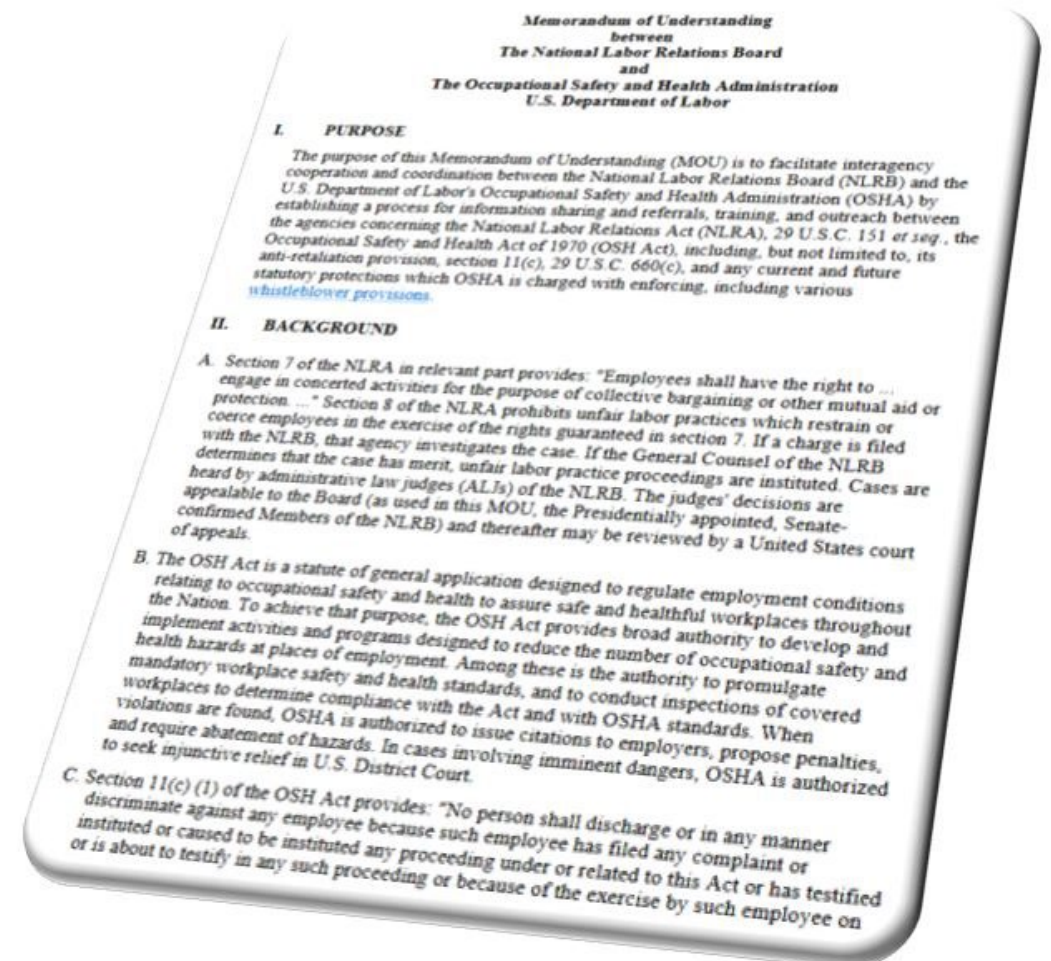 Memorandum of Understanding
between
The National Labor Relations Board
and
The Occupational Safety and Health Administration
U.S. Department of Labor
I. PURPOSE
The purpose of this Memorandum of Understanding (MOU) is to facilitate interagency
cooperation and coordination between the National Labor Relations Board (NLRB) and the
U.S. Department of Labor's Occupational Safety and Health Administration (OSHA) by
establishing a process for information sharing and referrals, training, and outreach between
the agencies concerning the National Labor Relations Act (NLRA), 29 U.S.C. 151 et seq., the
Occupational Safety and Health Act of 1970 (OSH Act), including, but not limited to, its
anti-retaliation provision, section 11(c), 29 U.S.C. 660(c), and any current and future
statutory protections which OSHA is charged with enforcing, including various
whistleblower provisions.
II. BACKGROUND
A. Section 7 of the NLRA in relevant part provides: "Employees shall have the right to ...
engage in concerted activities for the purpose of collective bargaining or other mutual aid or
protection. ..." Section 8 of the NLRA prohibits unfair labor practices which restrain or
coerce employees in the exercise of the rights guaranteed in section 7. If a charge is filed
with the NLRB, that agency investigates the case. If the General Counsel of the NLRB
determines that the case has merit, unfair labor practice proceedings are instituted. Cases are
heard by administrative law judges (ALJs) of the NLRB. The judges' decisions are
appealable to the Board (as used in this MOU, the Presidentially appointed, Senate-
confirmed Members of the NLRB) and thereafter may be reviewed by a United States court
of appeals.
B. The OSH Act is a statute of general application designed to regulate employment conditions
relating to occupational safety and health to assure safe and healthful workplaces throughout
the Nation. To achieve that purpose, the OSH Act provides broad authority to develop and
implement activities and programs designed to reduce the number of occupational safety and
health hazards at places of employment. Among these is the authority to promulgate
mandatory workplace safety and health standards, and to conduct inspections of covered
workplaces to determine compliance with the Act and with OSHA standards. When
violations are found, OSHA is authorized to issue citations to employers, propose penalties,
and require abatement of hazards. In cases involving imminent dangers, OSHA is authorized
to seek injunctive relief in U.S. District Court.
C. Section 11(c) (1) of the OSH Act provides: "No person shall discharge or in any manner
discriminate against any employee because such employee has filed any complaint or
instituted or caused to be instituted any proceeding under or related to this Act or has testified
or is about to testify in any such proceeding or because of the exercise by such employee on